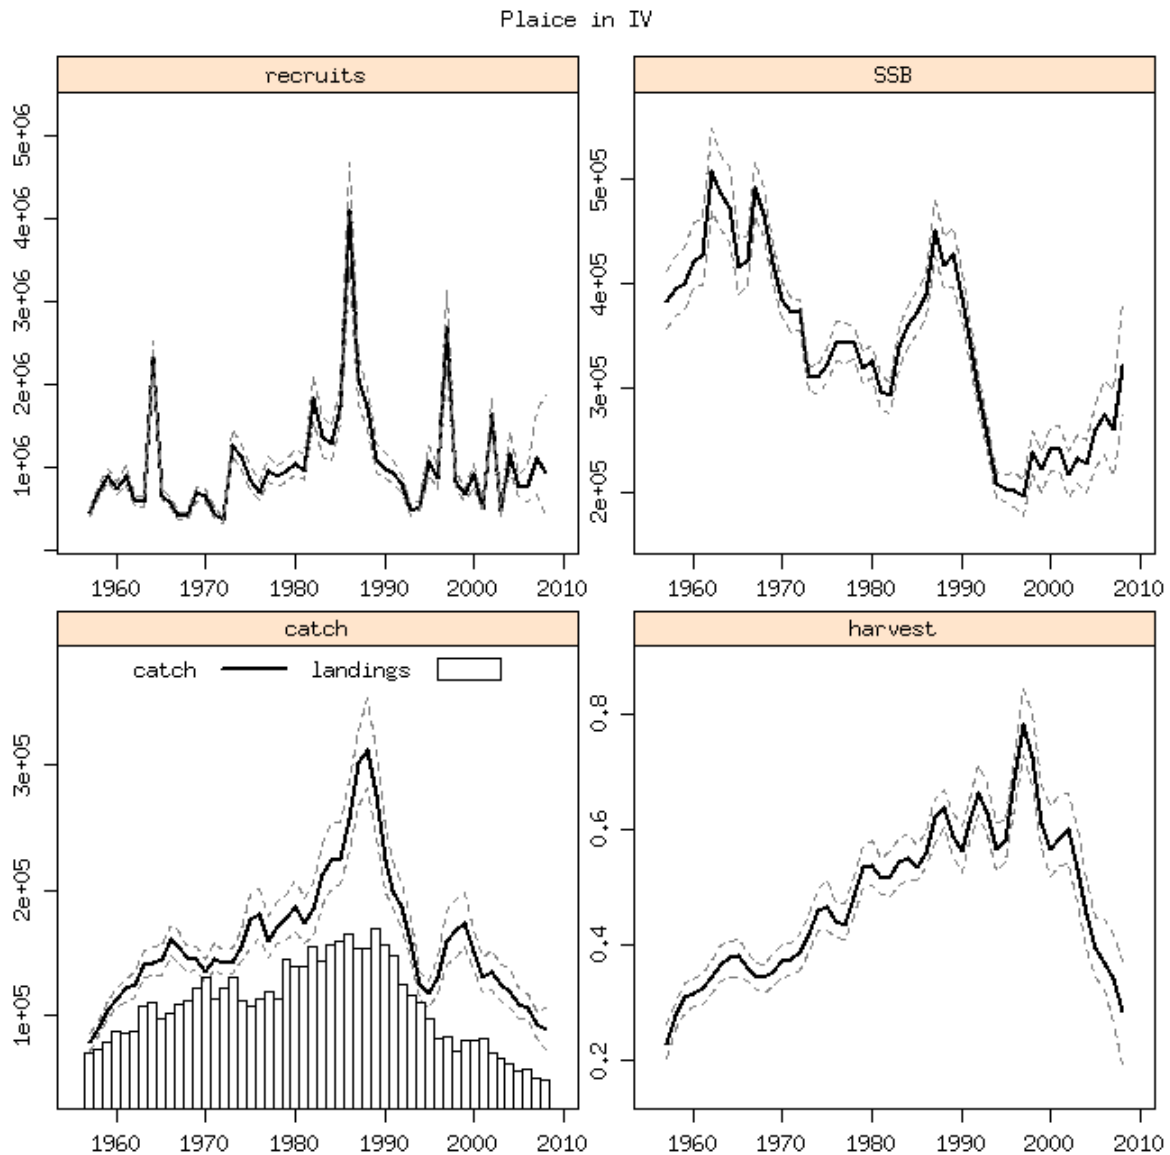 Plaice in IV
recruits
5e+06
4e+06
3e+06
2e+06
1e+06
1960 1970 1980 1990 2000 2010
SSB
5e+05
4e+05
3e+05
2e+05
1960 1970 1980 1990 2000 2010
catch
catch landings
3e+05
2e+05
1e+05
1960 1970 1980 1990 2000 2010
harvest
0.8
0.6
0.4
0.2
1960 1970 1980 1990 2000 2010